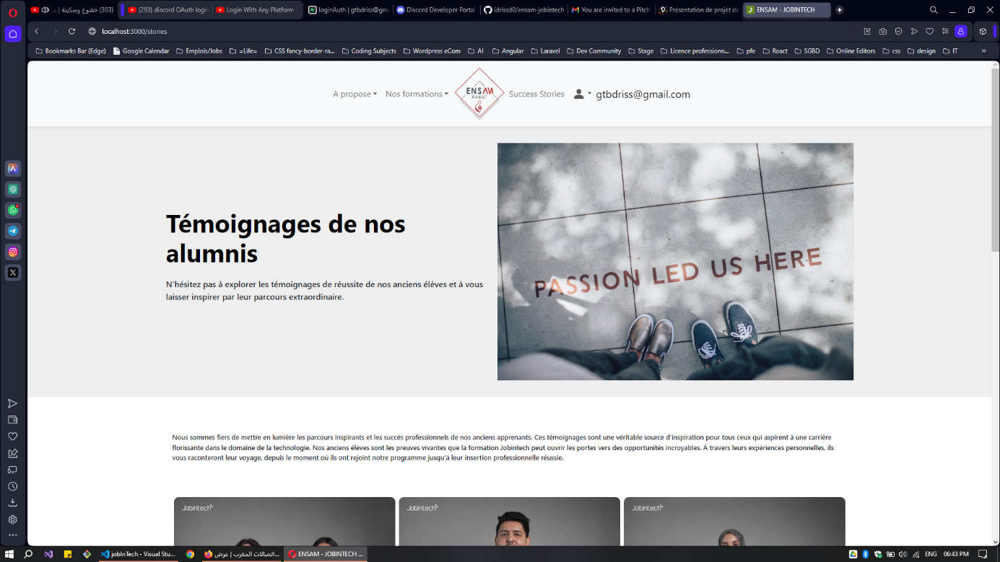 (303) خشوع وسكينة
(293) discord OAuth login
Login With Any Platform
loginAuth | gtbdriss@gm
Discord Developer Portal
idrissd0/ensam-jobintech
You are invited to a Pitch
Presentation de projet de
ENSAM - JOBINTECH
localhost:3000/stories
Bookmarks Bar (Edge)
Google Calendar
Emplois/Jobs
=Life=
CSS fancy-border-ra...
Coding Subjects
Wordpress eCom
AI
Angular
Laravel
Dev Community
Stage
Licence professionn...
pfe
React
SGBD
Online Editors
css
design
IT
A propose
Nos formations
ENSAM
RABAT
Success Stories
gtbdriss@gmail.com
Témoignages de nos
alumnis
N'hésitez pas à explorer les témoignages de réussite de nos anciens élèves et à vous
laisser inspirer par leur parcours extraordinaire.
PASSION LED US HERE
Nous sommes fiers de mettre en lumière les parcours inspirants et les succès professionnels de nos anciens apprenants. Ces témoignages sont une véritable source d'inspiration pour tous ceux qui aspirent à une carrière
florissante dans le domaine de la technologie. Nos anciens élèves sont les preuves vivantes que la formation Jobintech peut ouvrir les portes vers des opportunités incroyables. À travers leurs expériences personnelles, ils
vous raconteront leur voyage, depuis le moment où ils ont rejoint notre programme jusqu'à leur insertion professionnelle réussie.
Jobintech
Jobintech
Jobintech
jobInTech - Visual Stu...
اتصالات المغرب | عرض...
ENSAM - JOBINTECH ...
ENG
06:43 PM